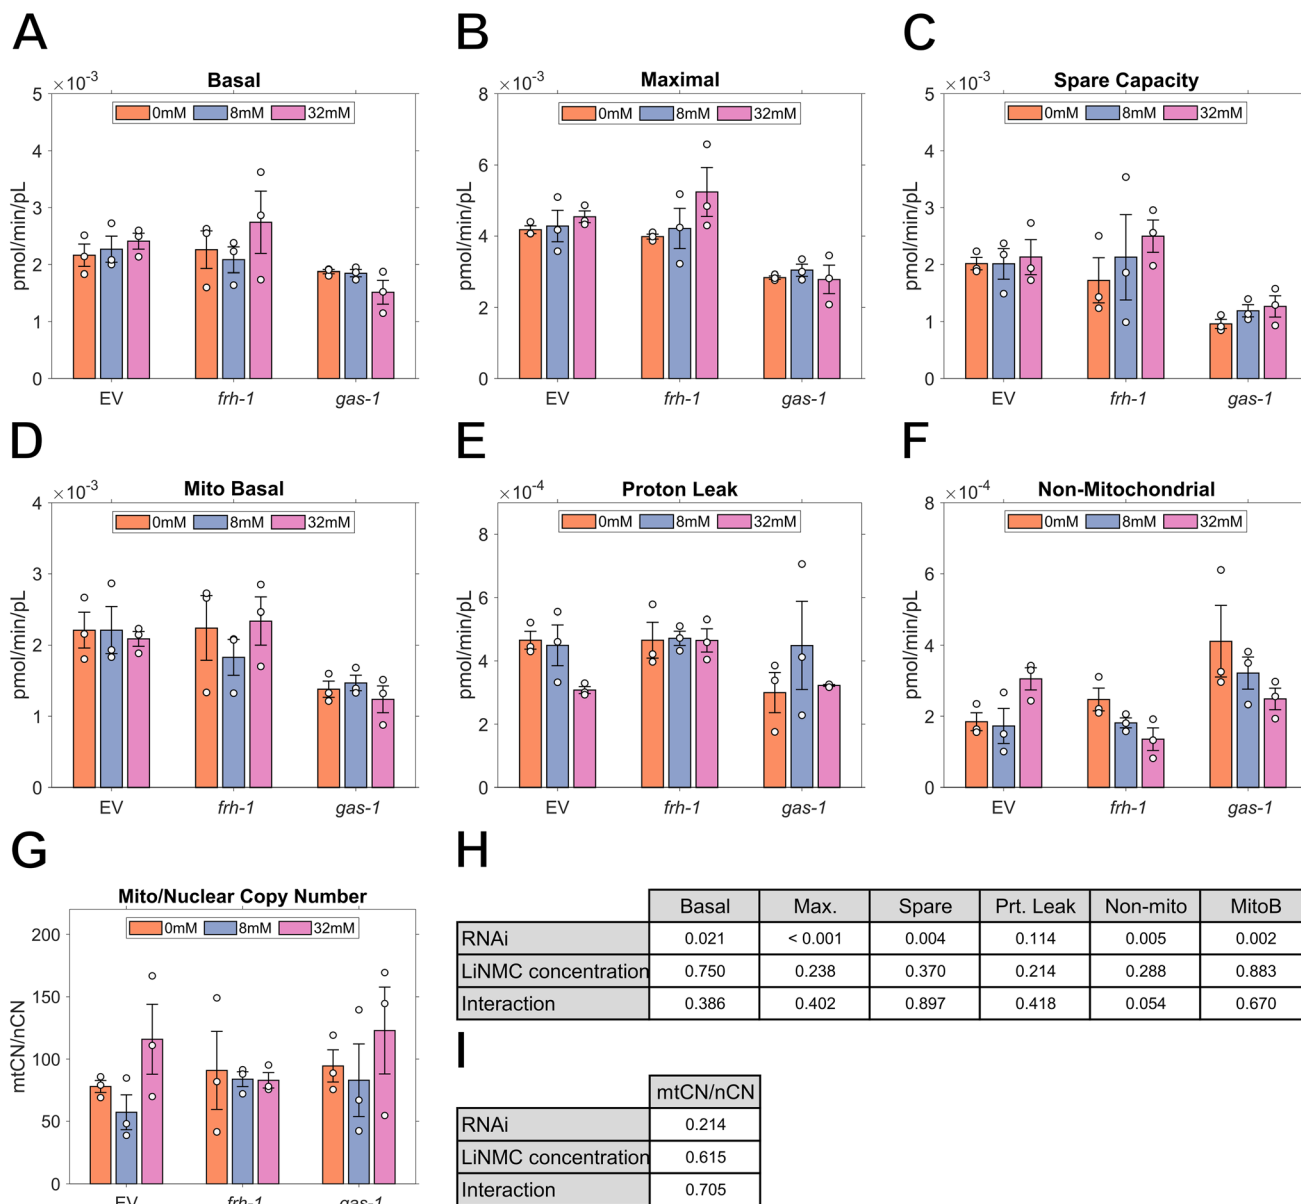 A
B
C
Basal
Maximal
Spare Capacity
×10-3
×10-3
×10-3
0mM 8mM 32mM
0mM 8mM 32mM
0mM 8mM 32mM
pmol/min/pL
pmol/min/pL
pmol/min/pL
5
4
3
2
1
0
8
6
4
2
0
5
4
3
2
1
0
EV frh-1 gas-1
EV frh-1 gas-1
EV frh-1 gas-1
D
E
F
Mito Basal
Proton Leak
Non-Mitochondrial
×10-3
×10-4
×10-4
0mM 8mM 32mM
0mM 8mM 32mM
0mM 8mM 32mM
pmol/min/pL
pmol/min/pL
pmol/min/pL
4
3
2
1
0
8
6
4
2
0
8
6
4
2
0
EV frh-1 gas-1
EV frh-1 gas-1
EV frh-1 gas-1
G
Mito/Nuclear Copy Number
0mM 8mM 32mM
mtCN/nCN
200
150
100
50
0
EV frh-1 gas-1
H
Basal Max. Spare Prt. Leak Non-mito MitoB
RNAi 0.021 < 0.001 0.004 0.114 0.005 0.002
LiNMC concentration 0.750 0.238 0.370 0.214 0.288 0.883
Interaction 0.386 0.402 0.897 0.418 0.054 0.670
I
mtCN/nCN
RNAi 0.214
LiNMC concentration 0.615
Interaction 0.705